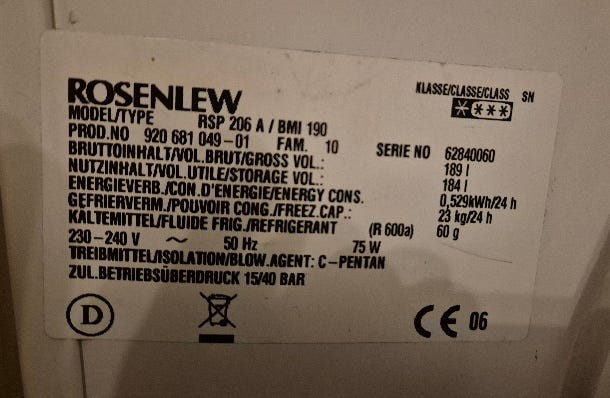 ROSENLEW
KLASSE/CLASSE/CLASS SN
MODEL/TYPE RSP 206 A / BMI 190
PROD.NO 920 681 049-01 FAM. 10 SERIE NO 62840060
BRUTTOINHALT/VOL.BRUT/GROSS VOL.: 189 l
NUTZINHALT/VOL.UTILE/STORAGE VOL.: 184 l
ENERGIEVERB./CON.D'ENERGIE/ENERGY CONS. 0,529kWh/24 h
GEFRIERVERM./POUVOIR CONG./FREEZ.CAP.: 23 kg/24 h
KALTEMITTEL/FLUIDE FRIG./REFRIGERANT (R 600a) 60 g
230-240 V ~ 50 Hz 75 W
TREIBMITTEL/ISOLATION/BLOW.AGENT: C-PENTAN
ZUL.BETRIEBSÜBERDRUCK 15/40 BAR
D CE 06